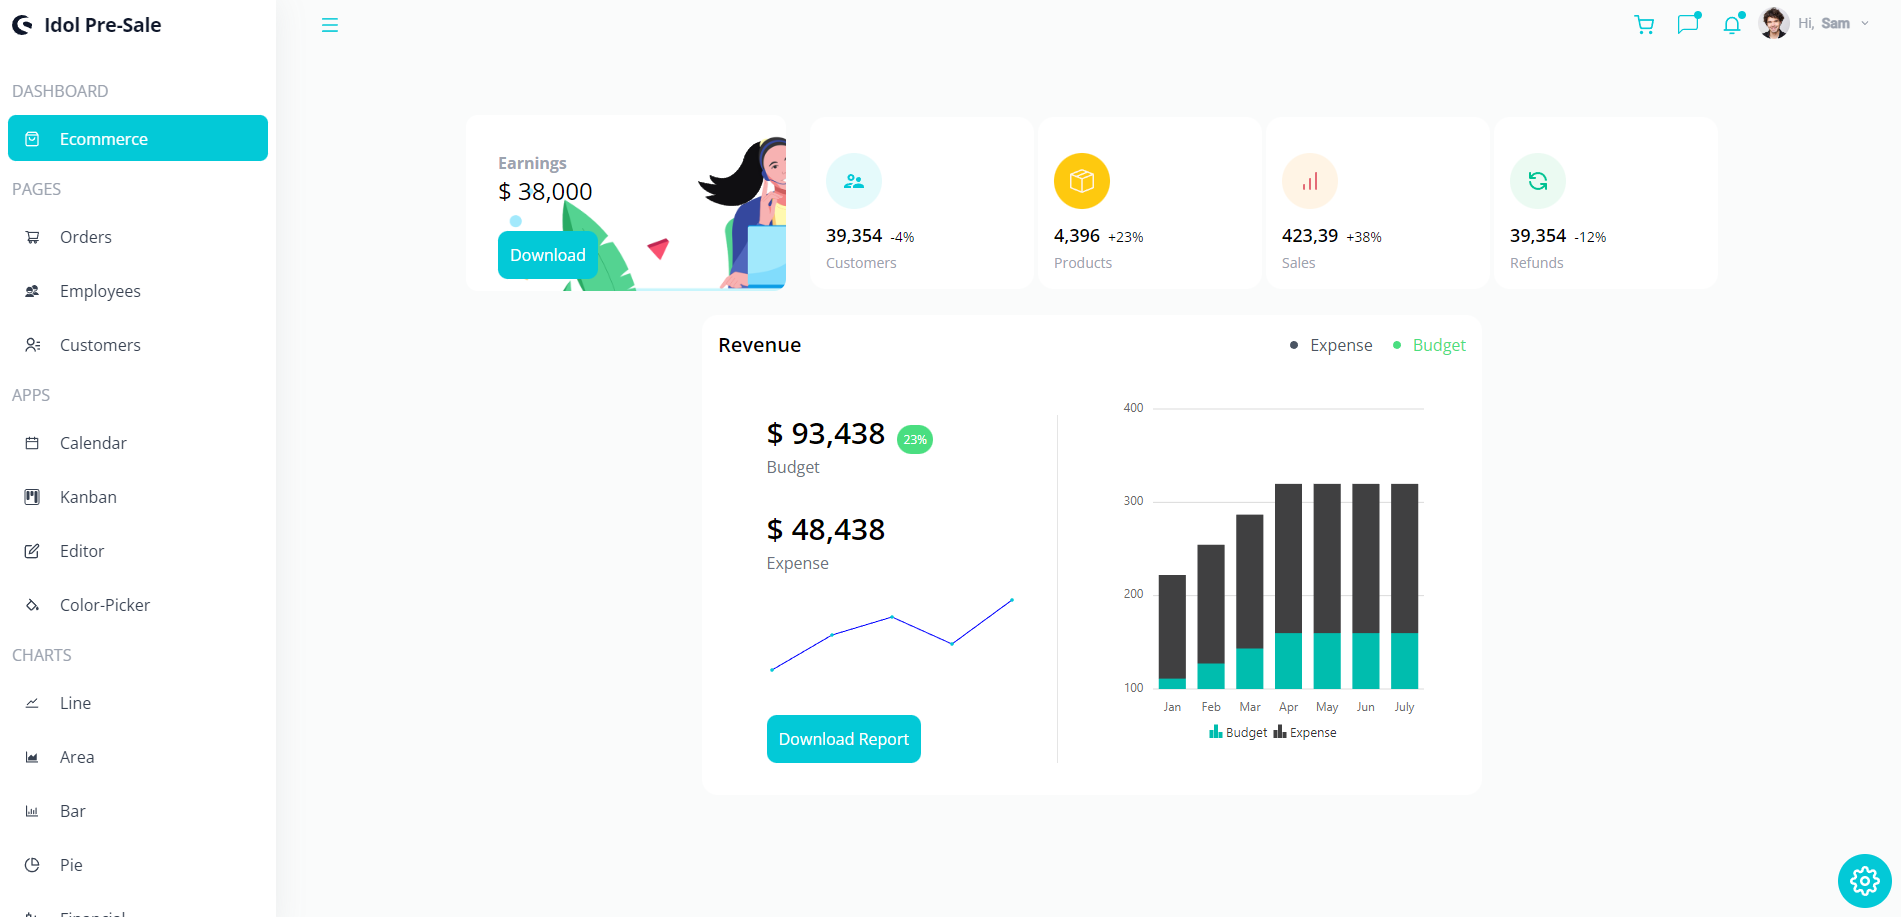 Idol Pre-Sale
Hi, Sam
DASHBOARD
Ecommerce
PAGES
Orders
Employees
Customers
APPS
Calendar
Kanban
Editor
Color-Picker
CHARTS
Line
Area
Bar
Pie
Financial
Earnings
$ 38,000
Download
39,354 -4%
Customers
4,396 +23%
Products
423,39 +38%
Sales
39,354 -12%
Refunds
Revenue
Expense
Budget
$ 93,438 23%
Budget
$ 48,438
Expense
Download Report
400
300
200
100
Jan Feb Mar Apr May Jun July
Budget Expense